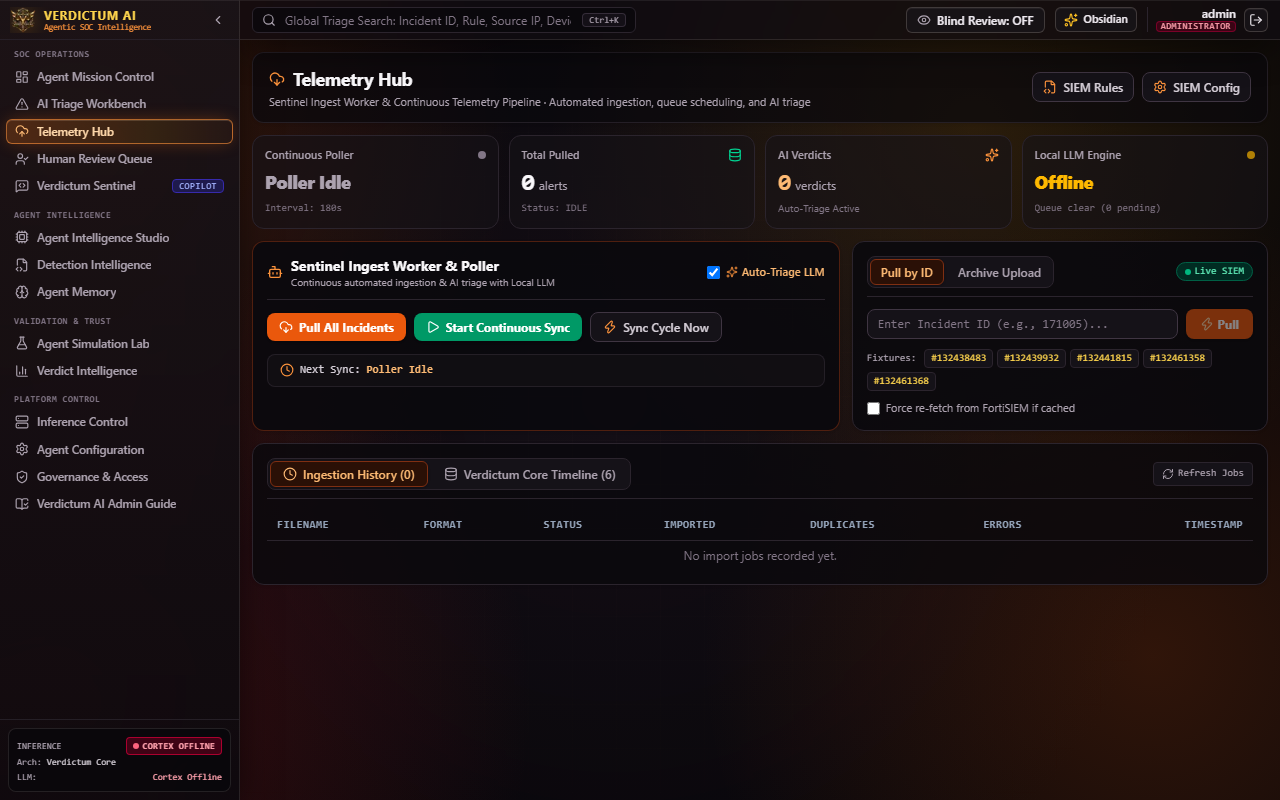 VERDICTUM AI
Agentic SOC Intelligence
Global Triage Search: Incident ID, Rule, Source IP, Devi
Ctrl+K
Blind Review: OFF
Obsidian
admin
ADMINISTRATOR
SOC OPERATIONS
Agent Mission Control
AI Triage Workbench
Telemetry Hub
Human Review Queue
Verdictum Sentinel
COPILOT
AGENT INTELLIGENCE
Agent Intelligence Studio
Detection Intelligence
Agent Memory
VALIDATION & TRUST
Agent Simulation Lab
Verdict Intelligence
PLATFORM CONTROL
Inference Control
Agent Configuration
Governance & Access
Verdictum AI Admin Guide
INFERENCE
CORTEX OFFLINE
Arch: Verdictum Core
LLM: Cortex Offline
Telemetry Hub
Sentinel Ingest Worker & Continuous Telemetry Pipeline · Automated ingestion, queue scheduling, and AI triage
SIEM Rules
SIEM Config
Continuous Poller
Poller Idle
Interval: 180s
Total Pulled
0 alerts
Status: IDLE
AI Verdicts
0 verdicts
Auto-Triage Active
Local LLM Engine
Offline
Queue clear (0 pending)
Sentinel Ingest Worker & Poller
Continuous automated ingestion & AI triage with Local LLM
Auto-Triage LLM
Pull All Incidents
Start Continuous Sync
Sync Cycle Now
Next Sync: Poller Idle
Pull by ID
Archive Upload
Live SIEM
Enter Incident ID (e.g., 171005)...
Pull
Fixtures: #132438483 #132439932 #132441815 #132461358
#132461368
Force re-fetch from FortiSIEM if cached
Ingestion History (0)
Verdictum Core Timeline (6)
Refresh Jobs
FILENAME FORMAT STATUS IMPORTED DUPLICATES ERRORS TIMESTAMP
No import jobs recorded yet.